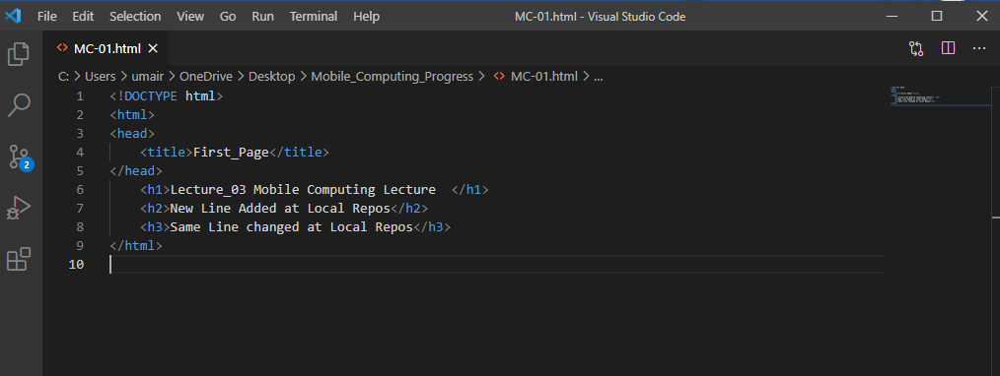 File Edit Selection View Go Run Terminal Help MC-01.html - Visual Studio Code
MC-01.html
C: > Users > umair > OneDrive > Desktop > Mobile_Computing_Progress > MC-01.html > ...
1 <!DOCTYPE html>
2 <html>
3 <head>
4 <title>First_Page</title>
5 </head>
6 <h1>Lecture_03 Mobile Computing Lecture  </h1>
7 <h2>New Line Added at Local Repos</h2>
8 <h3>Same Line changed at Local Repos</h3>
9 </html>
10
2